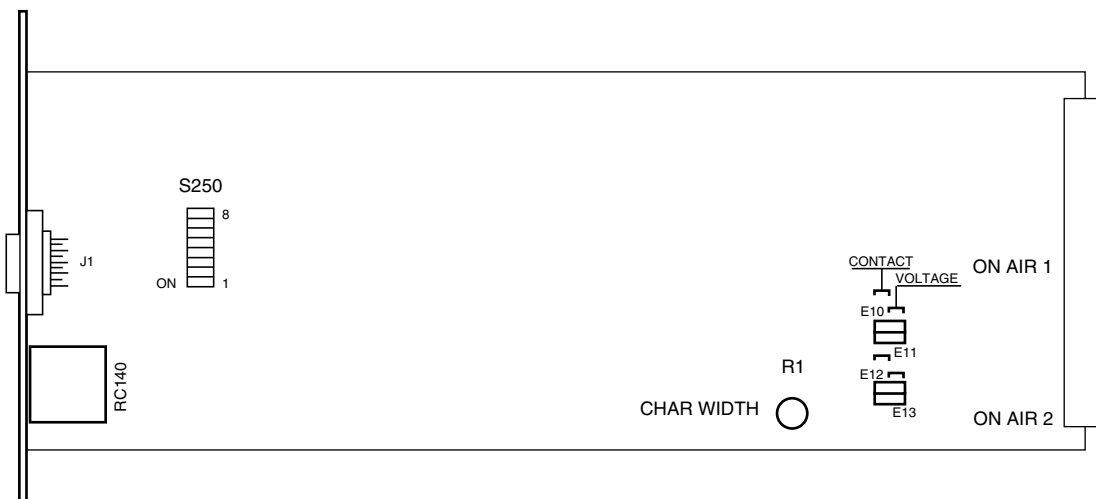 S250
8
J1
ON
1
RC140
CONTACT
VOLTAGE
ON AIR 1
E10
E11
E12
E13
R1
CHAR WIDTH
ON AIR 2